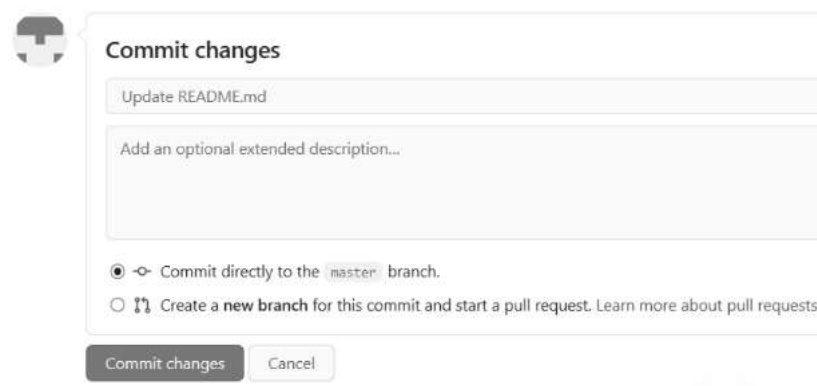 Commit changes
Update README.md
Add an optional extended description...
Commit directly to the master branch.
Create a new branch for this commit and start a pull request. Learn more about pull requests
Commit changes Cancel